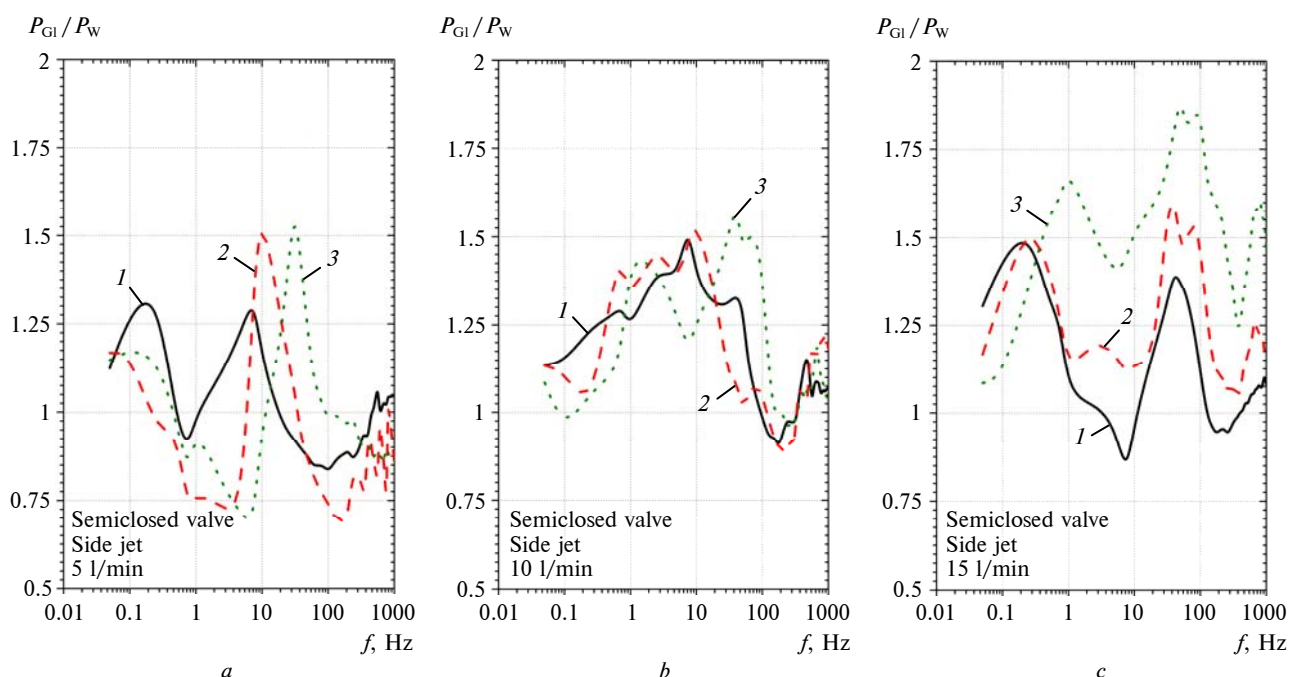 P_Gl / P_W
2
1.75
1.5
1.25
1
0.75
0.5
1
2
3
Semiclosed valve
Side jet
5 l/min
0.01 0.1 1 10 100 1000
f, Hz
a
P_Gl / P_W
2
1.75
1.5
1.25
1
0.75
0.5
1
2
3
Semiclosed valve
Side jet
10 l/min
0.01 0.1 1 10 100 1000
f, Hz
b
P_Gl / P_W
2
1.75
1.5
1.25
1
0.75
0.5
3
2
1
Semiclosed valve
Side jet
15 l/min
0.01 0.1 1 10 100 1000
f, Hz
c